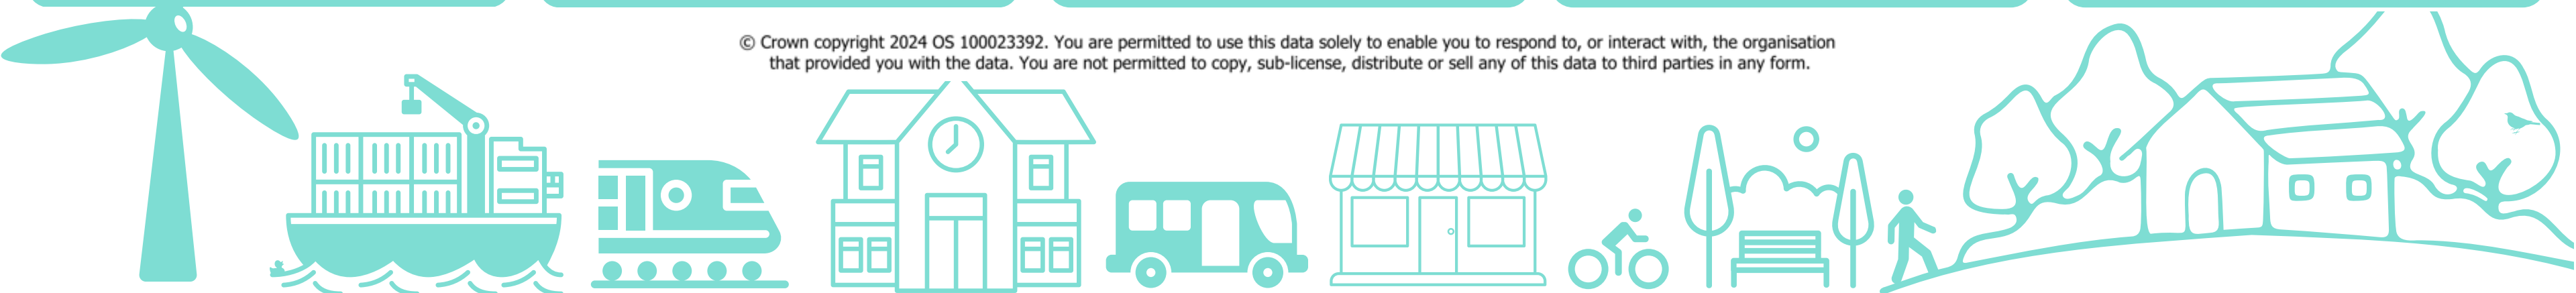 © Crown copyright 2024 OS 100023392. You are permitted to use this data solely to enable you to respond to, or interact with, the organisation
that provided you with the data. You are not permitted to copy, sub-license, distribute or sell any of this data to third parties in any form.